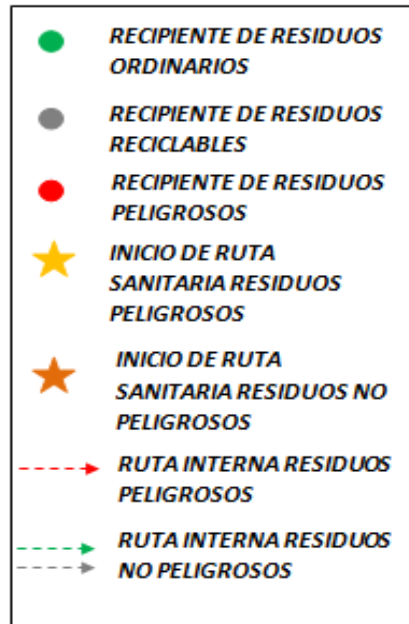 RECIPIENTE DE RESIDUOS
ORDINARIOS
RECIPIENTE DE RESIDUOS
RECICLABLES
RECIPIENTE DE RESIDUOS
PELIGROSOS
INICIO DE RUTA
SANITARIA RESIDUOS
PELIGROSOS
INICIO DE RUTA
SANITARIA RESIDUOS NO
PELIGROSOS
RUTA INTERNA RESIDUOS
PELIGROSOS
RUTA INTERNA RESIDUOS
NO PELIGROSOS